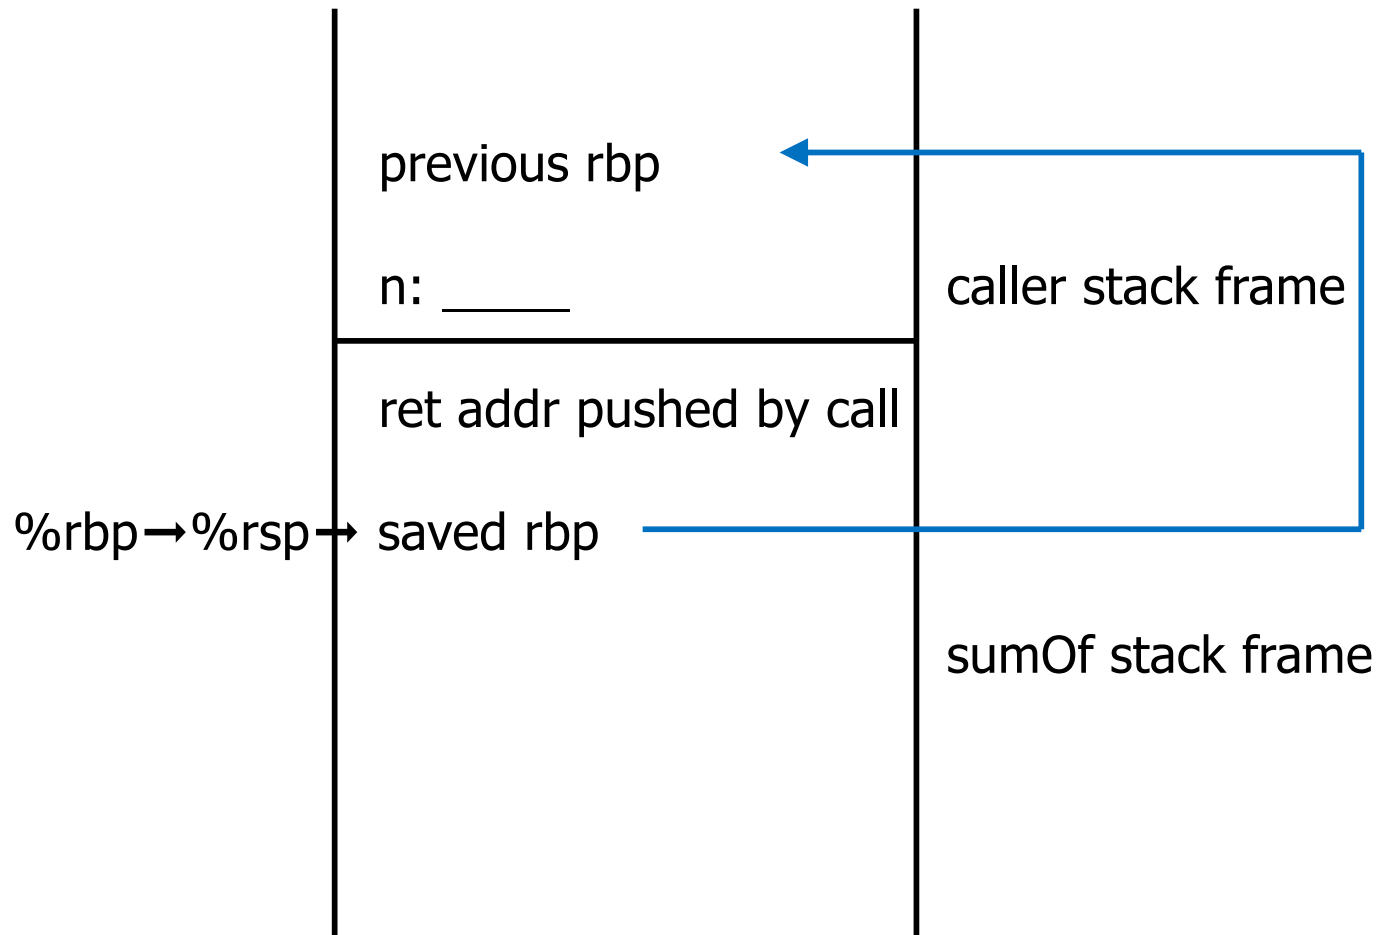 previous rbp
n: _____
caller stack frame
ret addr pushed by call
%rbp→%rsp→ saved rbp
sumOf stack frame